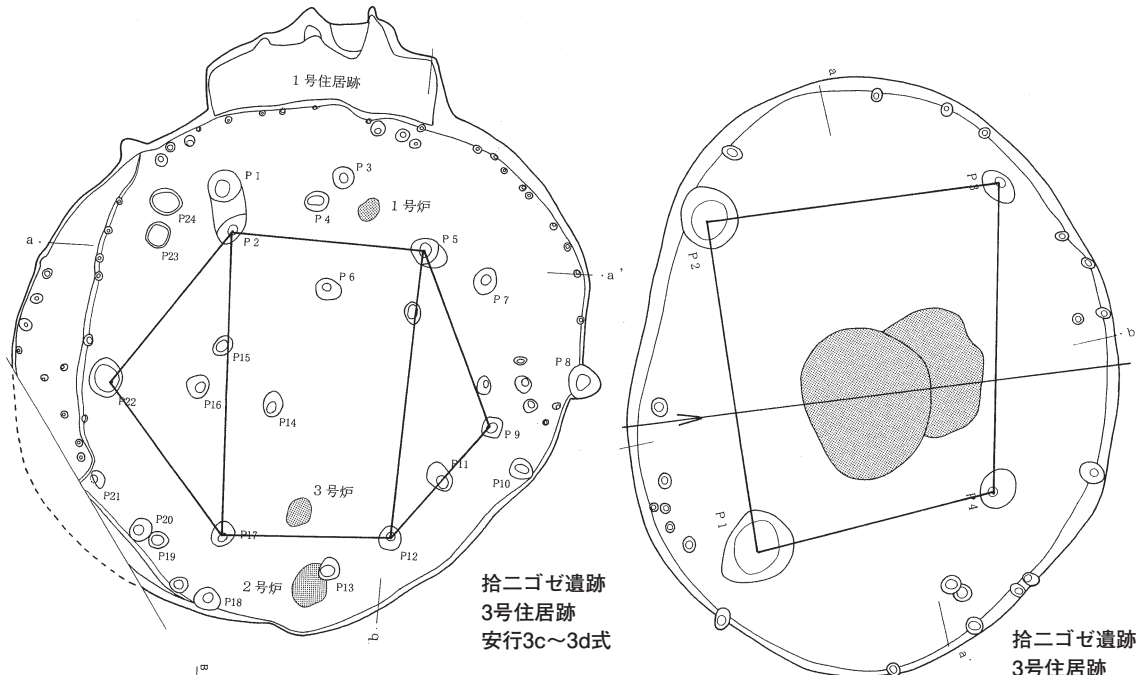 1号住居跡
P1
P3
P4
1号炉
P24
P2
P23
P5
a.
.a'
P6
P7
P15
P8
P22
P16
P14
P9
P11
P10
P21
3号炉
P20
P17
P12
P19
2号炉
P13
P18
B
拾二ゴゼ遺跡
3号住居跡
安行3c〜3d式
a
P3
P2
.b
P4
P1
a.
拾二ゴゼ遺跡
3号住居跡